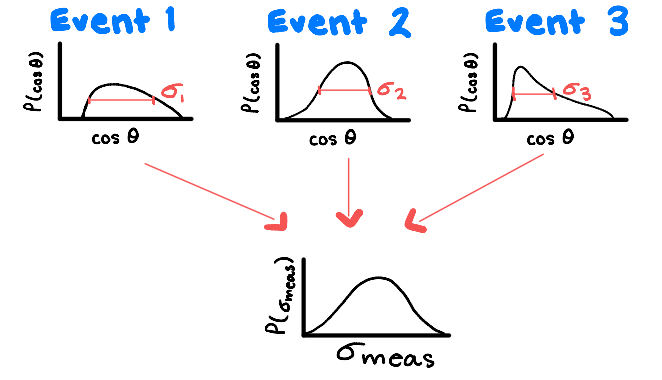 Event 1
Event 2
Event 3
P(cos θ)
σ₁
cos θ
P(cos θ)
σ₂
cos θ
P(cos θ)
σ₃
cos θ
P(σmeas)
σmeas